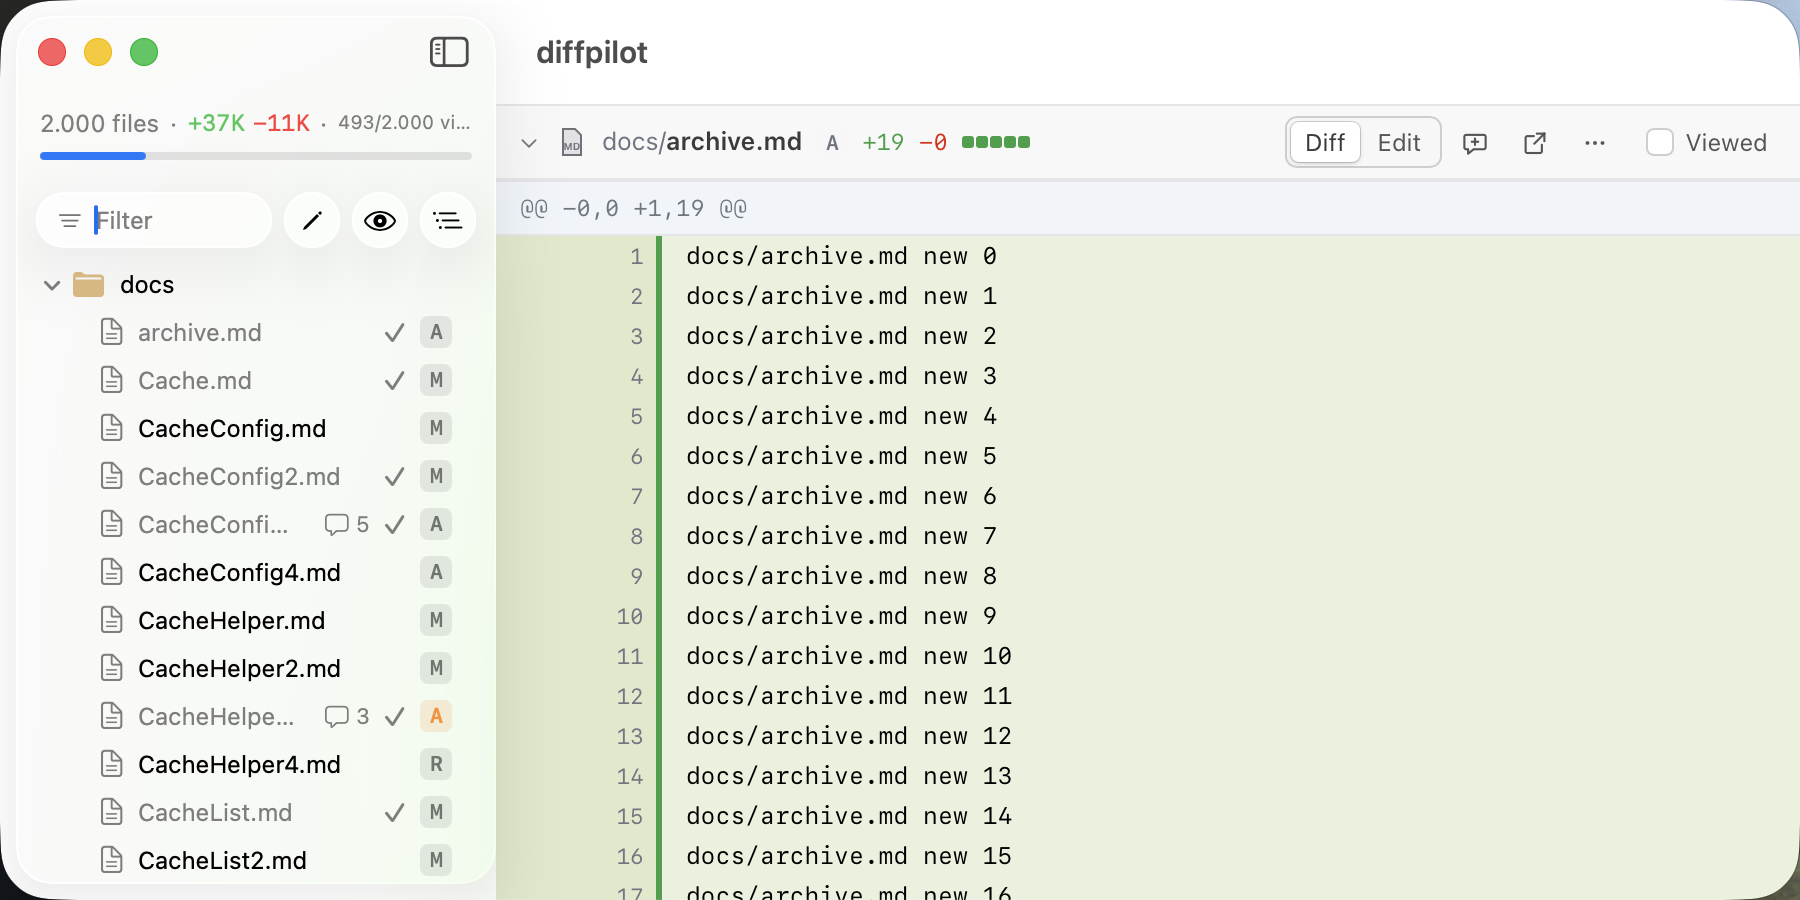 diffpilot
2.000 files · +37K −11K · 493/2.000 vi...
Filter
docs
archive.md A
Cache.md M
CacheConfig.md M
CacheConfig2.md M
CacheConfi... 5 A
CacheConfig4.md A
CacheHelper.md M
CacheHelper2.md M
CacheHelpe... 3 A
CacheHelper4.md R
CacheList.md M
CacheList2.md M
MD docs/archive.md A +19 −0 Diff Edit ... Viewed
@@ −0,0 +1,19 @@
1 docs/archive.md new 0
2 docs/archive.md new 1
3 docs/archive.md new 2
4 docs/archive.md new 3
5 docs/archive.md new 4
6 docs/archive.md new 5
7 docs/archive.md new 6
8 docs/archive.md new 7
9 docs/archive.md new 8
10 docs/archive.md new 9
11 docs/archive.md new 10
12 docs/archive.md new 11
13 docs/archive.md new 12
14 docs/archive.md new 13
15 docs/archive.md new 14
16 docs/archive.md new 15
17 docs/archive.md new 16